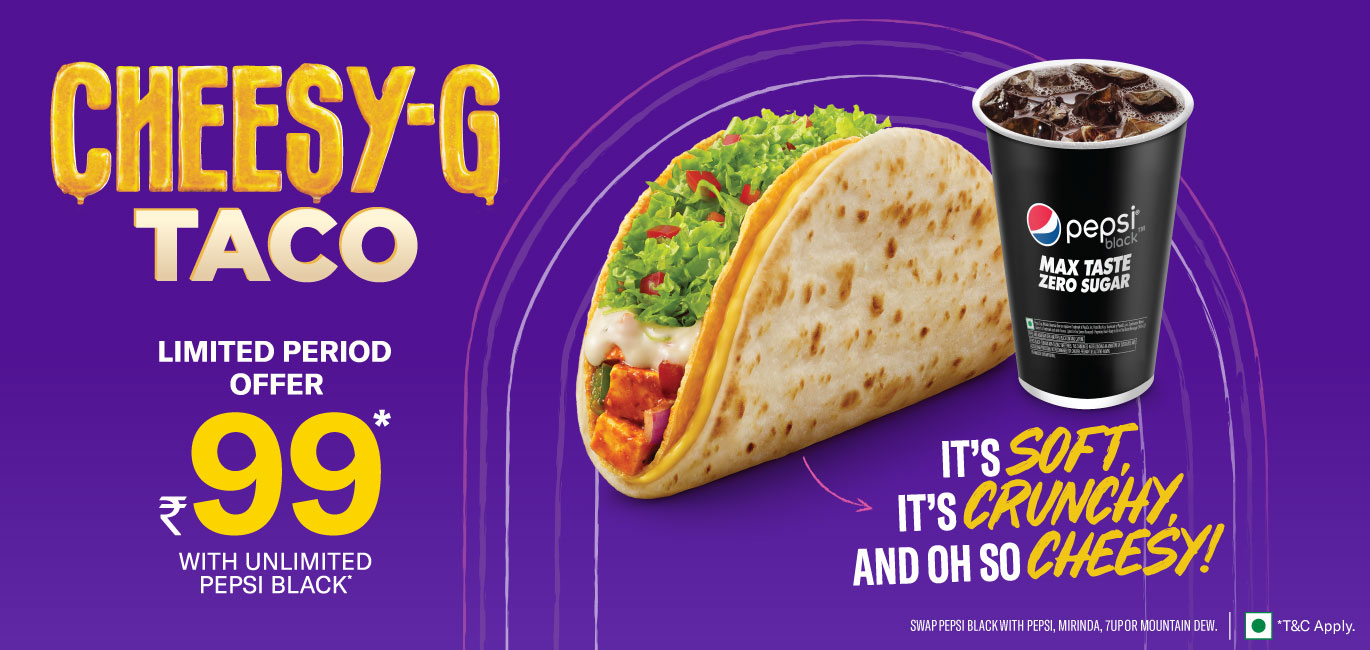 CHEESY-G
TACO
LIMITED PERIOD
OFFER
₹99*
WITH UNLIMITED
PEPSI BLACK*
pepsi®
black™
MAX TASTE
ZERO SUGAR
IT'S SOFT,
IT'S CRUNCHY,
AND OH SO CHEESY!
SWAP PEPSI BLACK WITH PEPSI, MIRINDA, 7UP OR MOUNTAIN DEW.
*T&C Apply.